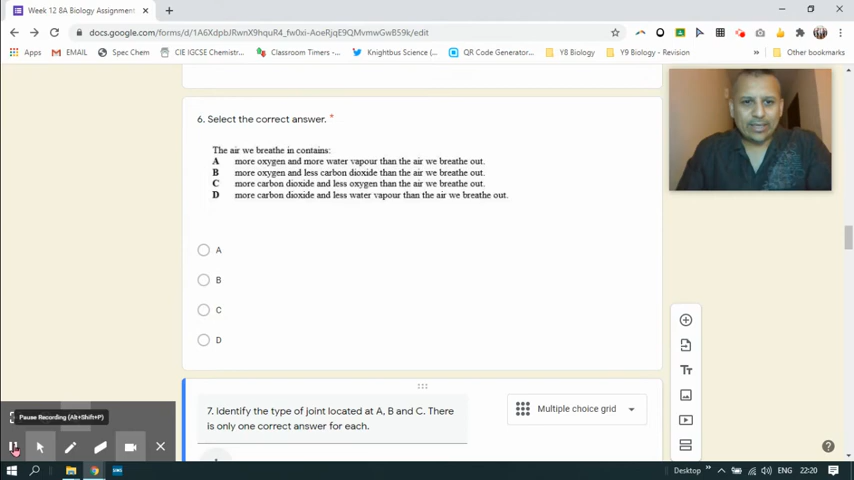 Week 12 8A Biology Assignment
docs.google.com/forms/d/1A6XdpbJRwnX9hquR4_fw0xi-AoeRjqE9QMvmwGwB59k/edit
Apps
EMAIL
Spec Chem
CIE IGCSE Chemistr...
Classroom Timers -...
Knightbus Science (...
QR Code Generator...
Y8 Biology
Y9 Biology - Revision
Other bookmarks
6. Select the correct answer. *
The air we breathe in contains:
A more oxygen and more water vapour than the air we breathe out.
B more oxygen and less carbon dioxide than the air we breathe out.
C more carbon dioxide and less oxygen than the air we breathe out.
D more carbon dioxide and less water vapour than the air we breathe out.
A
B
C
D
Pause Recording (Alt+Shift+P)
7. Identify the type of joint located at A, B and C. There
is only one correct answer for each.
Multiple choice grid
Tт
Desktop
ENG
22:20